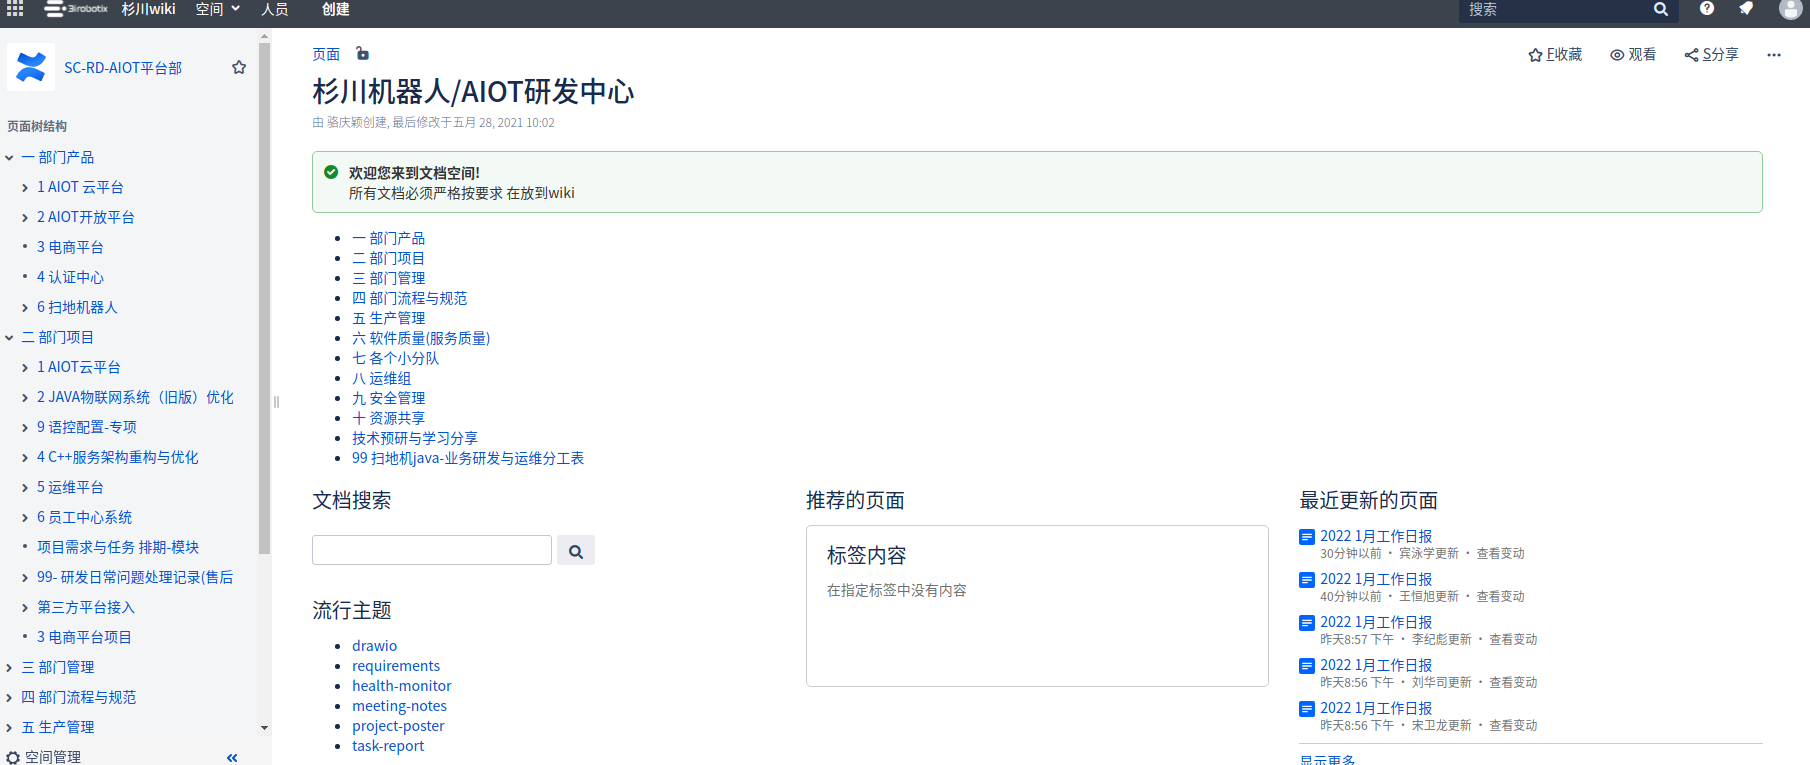 3irobotix 杉川wiki 空间 人员 创建 搜索
SC-RD-AIOT平台部
页面树结构
一 部门产品
1 AIOT 云平台
2 AIOT开放平台
3 电商平台
4 认证中心
6 扫地机器人
二 部门项目
1 AIOT云平台
2 JAVA物联网系统（旧版）优化
9 语控配置-专项
4 C++服务架构重构与优化
5 运维平台
6 员工中心系统
项目需求与任务 排期-模块
99- 研发日常问题处理记录(售后
第三方平台接入
3 电商平台项目
三 部门管理
四 部门流程与规范
五 生产管理
空间管理
页面
F收藏 观看 S分享
杉川机器人/AIOT研发中心
由 骆庆颖创建, 最后修改于五月 28, 2021 10:02
欢迎您来到文档空间!
所有文档必须严格按要求 在放到wiki
一 部门产品
二 部门项目
三 部门管理
四 部门流程与规范
五 生产管理
六 软件质量(服务质量)
七 各个小分队
八 运维组
九 安全管理
十 资源共享
技术预研与学习分享
99 扫地机java-业务研发与运维分工表
文档搜索
流行主题
drawio
requirements
health-monitor
meeting-notes
project-poster
task-report
推荐的页面
标签内容
在指定标签中没有内容
最近更新的页面
2022 1月工作日报
30分钟以前 • 宾泳学更新 • 查看变动
2022 1月工作日报
40分钟以前 • 王恒旭更新 • 查看变动
2022 1月工作日报
昨天8:57 下午 • 李纪彪更新 • 查看变动
2022 1月工作日报
昨天8:56 下午 • 刘华司更新 • 查看变动
2022 1月工作日报
昨天8:56 下午 • 宋卫龙更新 • 查看变动
显示更多